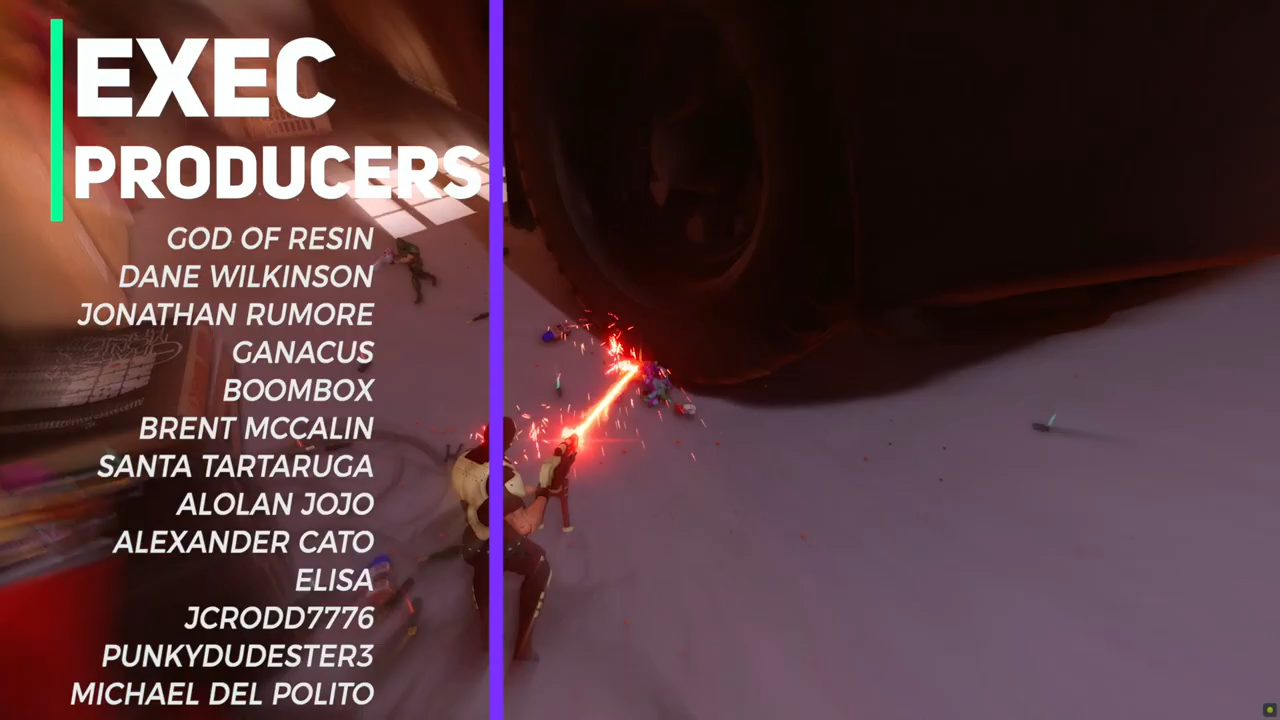 EXEC
PRODUCERS
GOD OF RESIN
DANE WILKINSON
JONATHAN RUMORE
GANACUS
BOOMBOX
BRENT MCCALIN
SANTA TARTARUGA
ALOLAN JOJO
ALEXANDER CATO
ELISA
JCRODD7776
PUNKYDUDESTER3
MICHAEL DEL POLITO